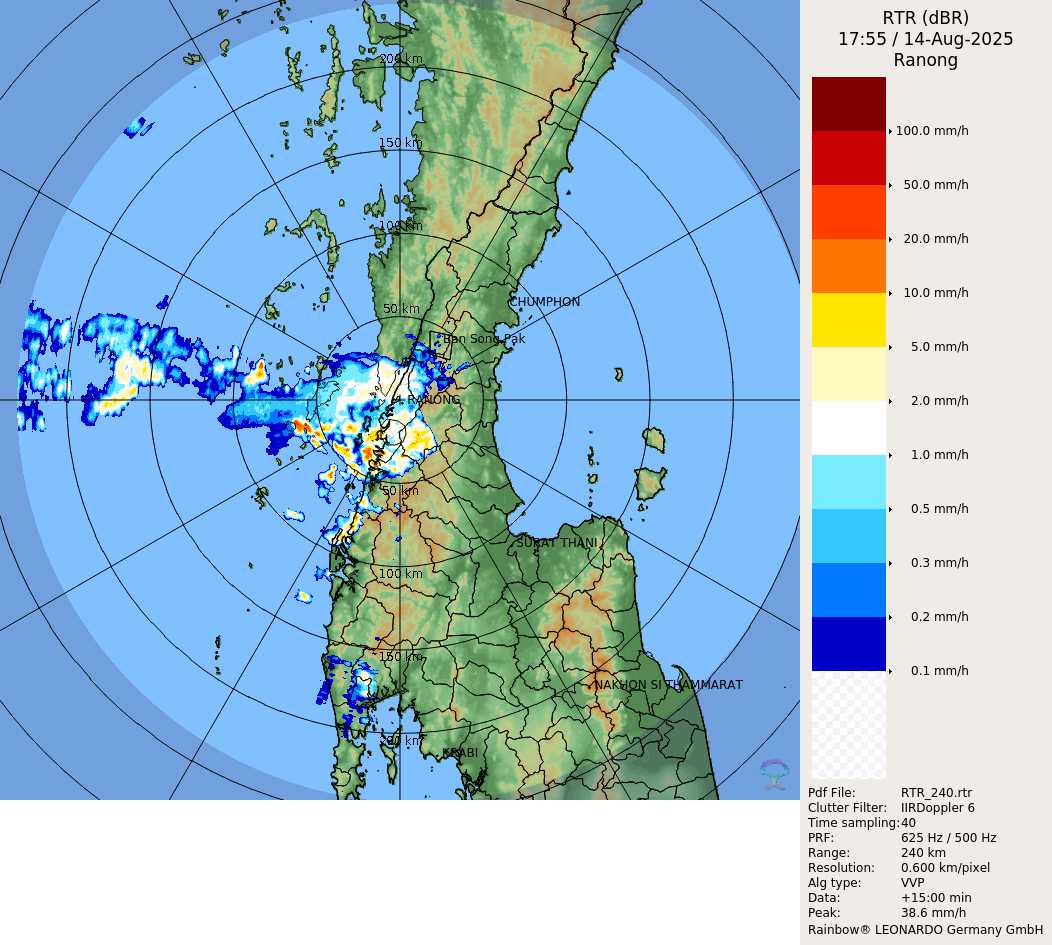 200 km
150 km
100 km
50 km
CHUMPHON
Ban Song Pak
RANONG
50 km
SURAT THANI
100 km
150 km
NAKHON SI THAMMARAT
200 km
KRABI
RTR (dBR)
17:55 / 14-Aug-2025
Ranong
100.0 mm/h
50.0 mm/h
20.0 mm/h
10.0 mm/h
5.0 mm/h
2.0 mm/h
1.0 mm/h
0.5 mm/h
0.3 mm/h
0.2 mm/h
0.1 mm/h
Pdf File: RTR_240.rtr
Clutter Filter: IIRDoppler 6
Time sampling: 40
PRF: 625 Hz / 500 Hz
Range: 240 km
Resolution: 0.600 km/pixel
Alg type: VVP
Data: +15:00 min
Peak: 38.6 mm/h
Rainbow® LEONARDO Germany GmbH